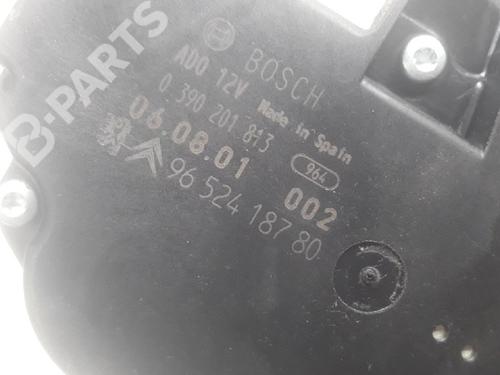 B-PARTS
BOSCH
ADO 12V
Made in Spain
0 390 201 813
964
06.08.01
002
96 524 187 80